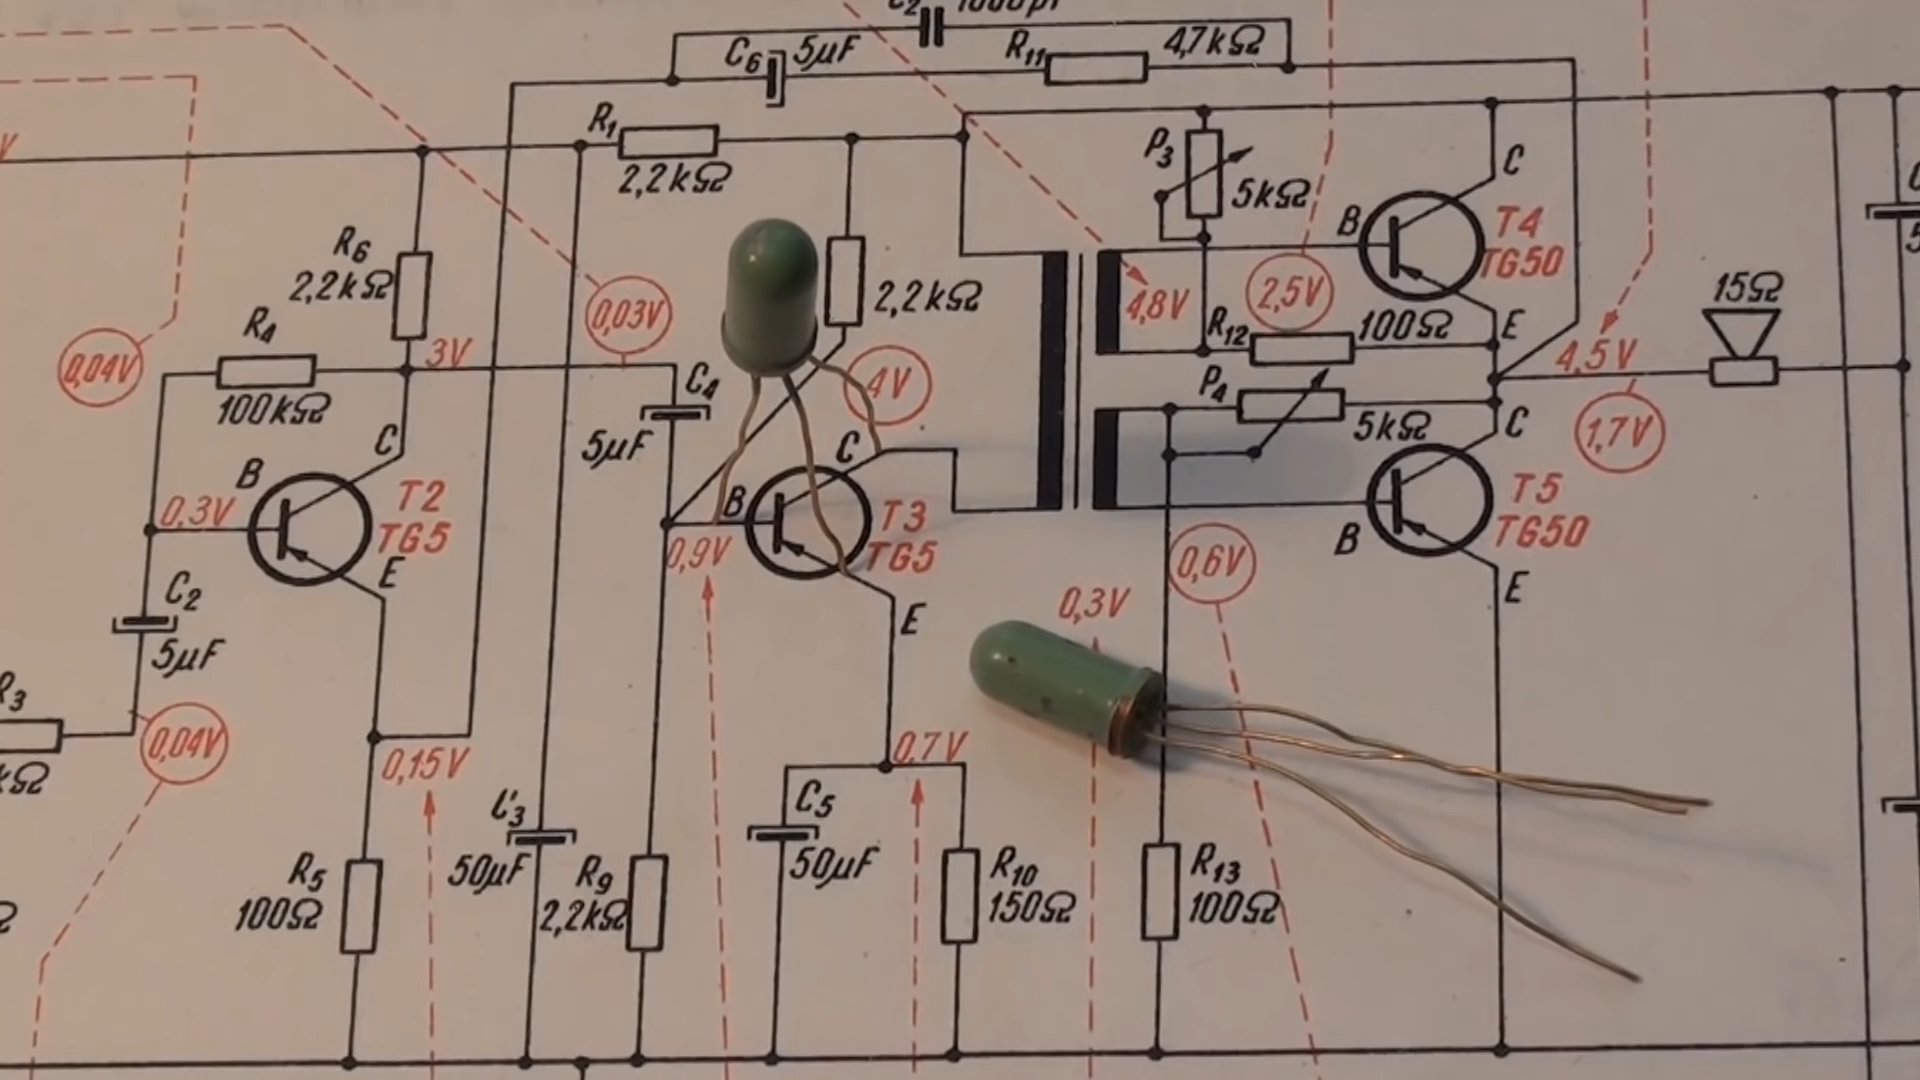 1000pF
C6 5µF
R11 4,7kΩ
V
R1
2,2kΩ
P3
5kΩ
C
B
T4
TG50
R6
2,2kΩ
0,03V
2,2kΩ
4,8V
2,5V
R12
100Ω
E
15Ω
4,5V
R4
100kΩ
3V
0,04V
C4
5µF
4V
P4
5kΩ
C
1,7V
C
B
0,3V
T2
TG5
E
C
B
0,9V
T3
TG5
E
T5
TG50
B
E
0,6V
0,3V
C2
5µF
R3
kΩ
0,04V
0,15V
0,7V
C3
50µF
C5
50µF
R5
100Ω
R9
2,2kΩ
R10
150Ω
R13
100Ω
Ω